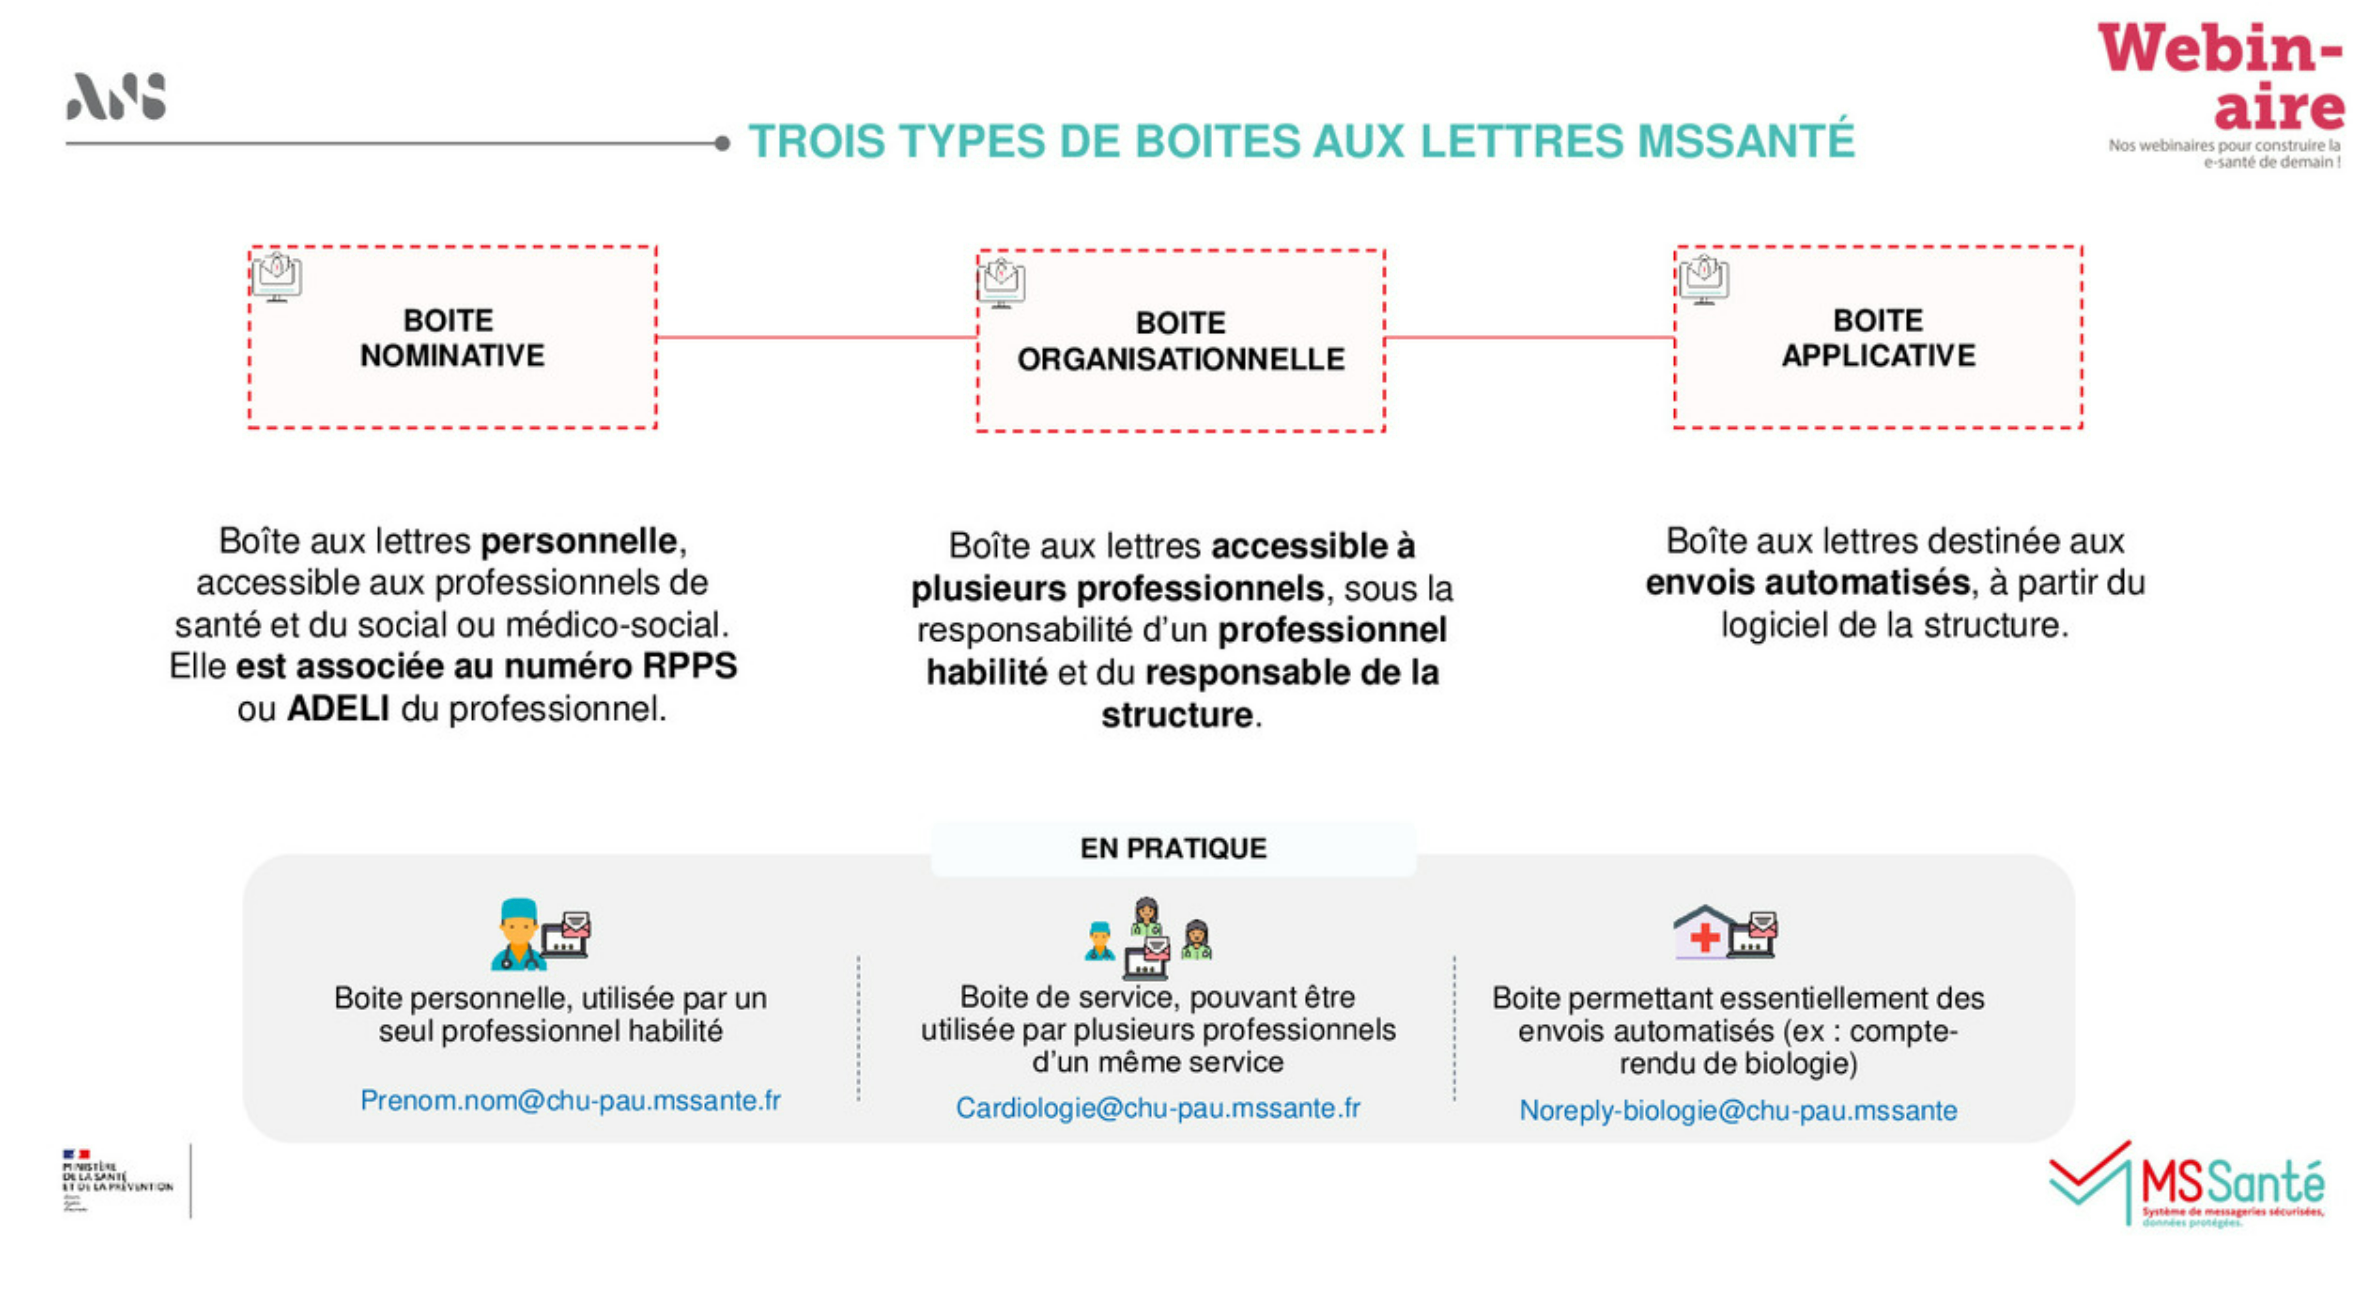 Webin-
aire
Nos webinaires pour construire la
e-santé de demain !
ANS
TROIS TYPES DE BOITES AUX LETTRES MSSANTÉ
BOITE
NOMINATIVE
BOITE
ORGANISATIONNELLE
BOITE
APPLICATIVE
Boîte aux lettres personnelle,
accessible aux professionnels de
santé et du social ou médico-social.
Elle est associée au numéro RPPS
ou ADELI du professionnel.
Boîte aux lettres accessible à
plusieurs professionnels, sous la
responsabilité d'un professionnel
habilité et du responsable de la
structure.
Boîte aux lettres destinée aux
envois automatisés, à partir du
logiciel de la structure.
EN PRATIQUE
Boite personnelle, utilisée par un
seul professionnel habilité
Prenom.nom@chu-pau.mssante.fr
Boite de service, pouvant être
utilisée par plusieurs professionnels
d'un même service
Cardiologie@chu-pau.mssante.fr
Boite permettant essentiellement des
envois automatisés (ex : compte-
rendu de biologie)
Noreply-biologie@chu-pau.mssante
MINISTÈRE
DE LA SANTÉ
ET DE LA PRÉVENTION
MSSanté
Système de messageries sécurisées,
données protégées.